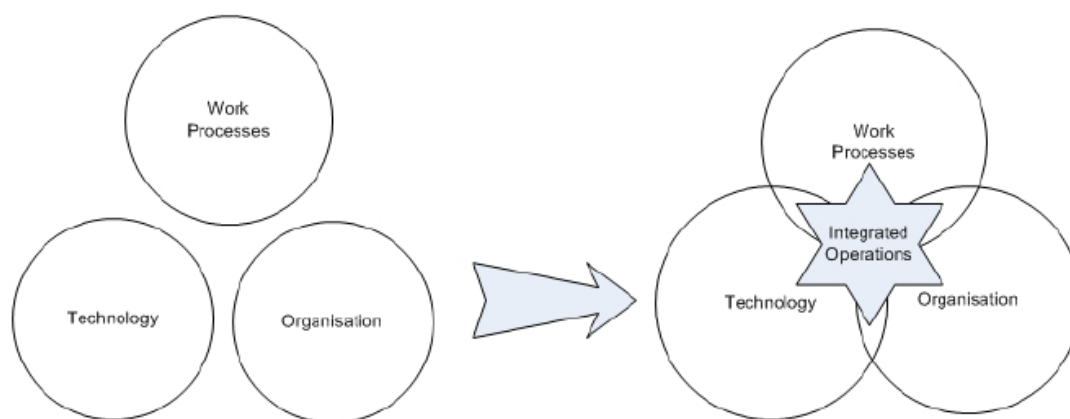 Work
Processes
Technology
Organisation
Work
Processes
Integrated
Operations
Technology
Organisation